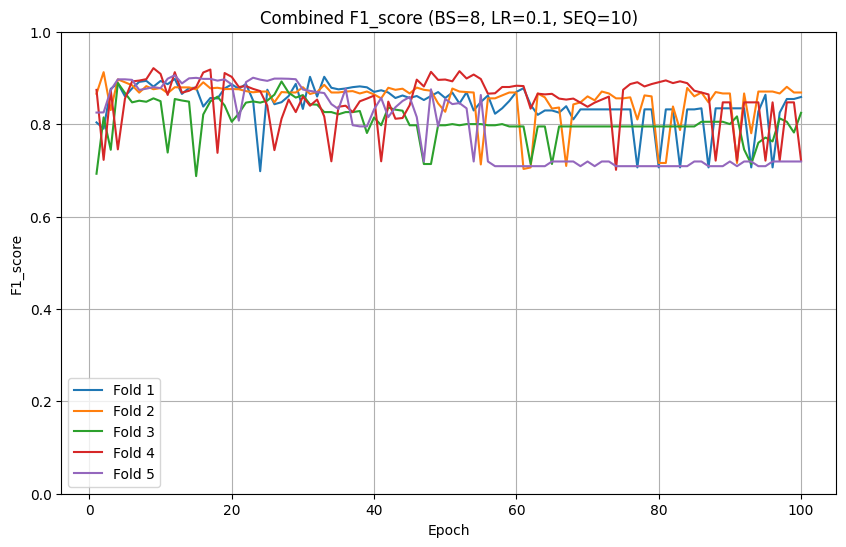 Combined F1_score (BS=8, LR=0.1, SEQ=10)
1.0
0.8
0.6
0.4
0.2
0.0
F1_score
Fold 1
Fold 2
Fold 3
Fold 4
Fold 5
0 20 40 60 80 100
Epoch